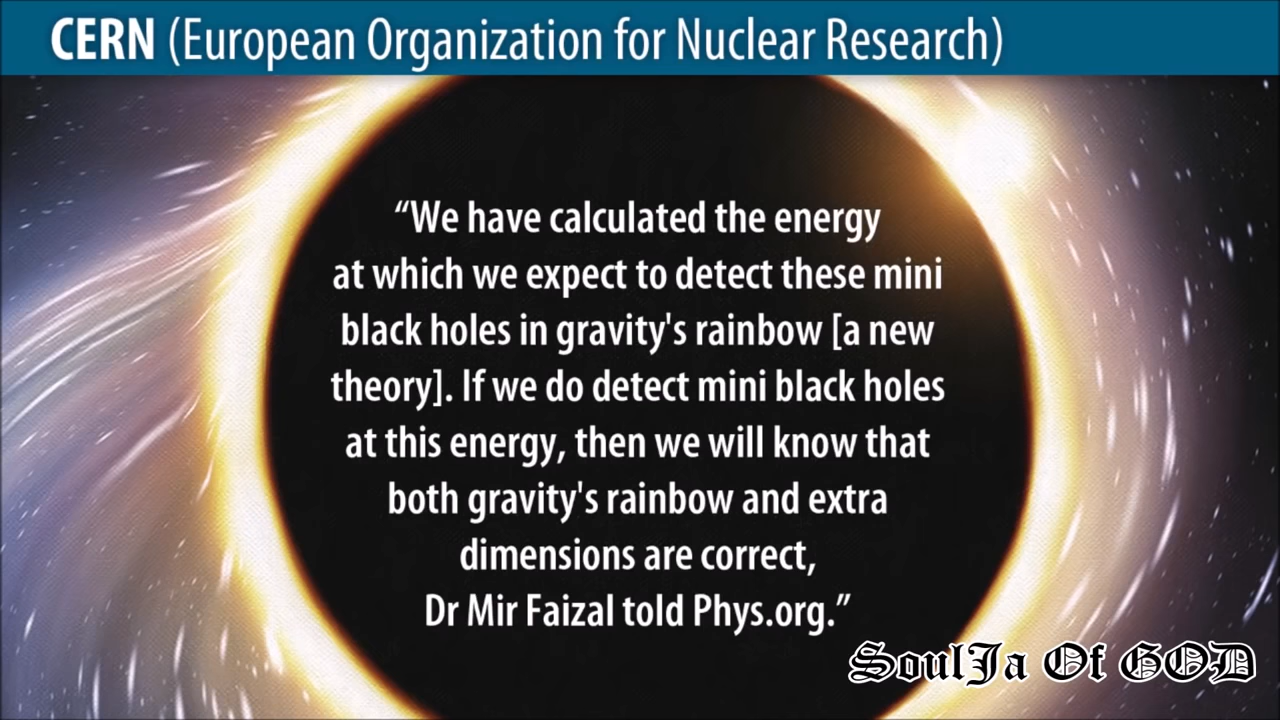 CERN (European Organization for Nuclear Research)
“We have calculated the energy
at which we expect to detect these mini
black holes in gravity's rainbow [a new
theory]. If we do detect mini black holes
at this energy, then we will know that
both gravity's rainbow and extra
dimensions are correct,
Dr Mir Faizal told Phys.org.”
SoulJa Of GOD